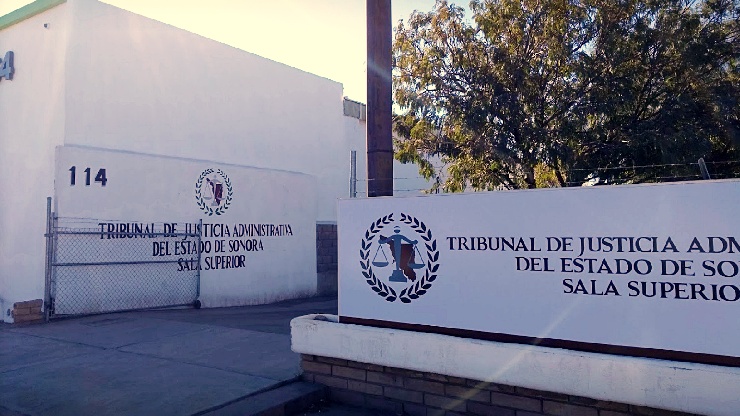 4
114
TRIBUNAL DE JUSTICIA ADMINISTRATIVA
DEL ESTADO DE SONORA
SALA SUPERIOR
TRIBUNAL DE JUSTICIA ADM
DEL ESTADO DE SO
SALA SUPERIO